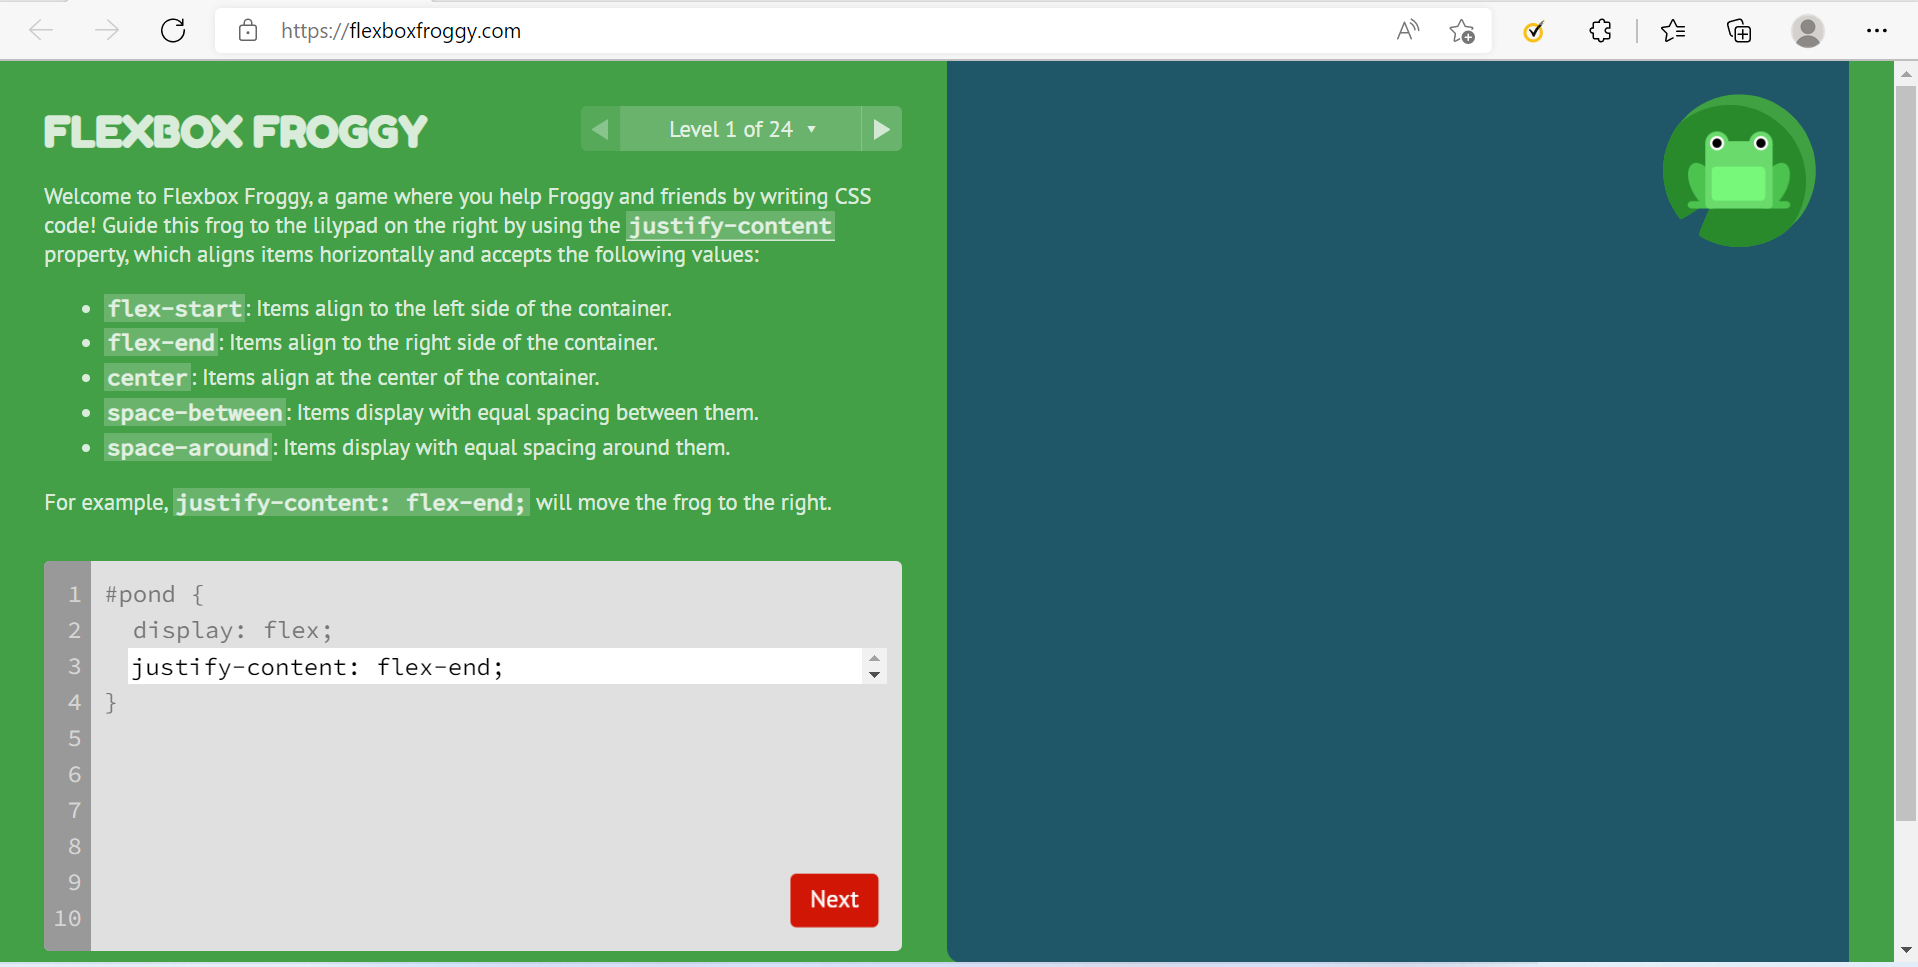 https://flexboxfroggy.com
FLEXBOX FROGGY
Level 1 of 24
Welcome to Flexbox Froggy, a game where you help Froggy and friends by writing CSS
code! Guide this frog to the lilypad on the right by using the justify-content
property, which aligns items horizontally and accepts the following values:
flex-start: Items align to the left side of the container.
flex-end: Items align to the right side of the container.
center: Items align at the center of the container.
space-between: Items display with equal spacing between them.
space-around: Items display with equal spacing around them.
For example, justify-content: flex-end; will move the frog to the right.
1 #pond {
2 display: flex;
3 justify-content: flex-end;
4 }
5
6
7
8
9
10
Next